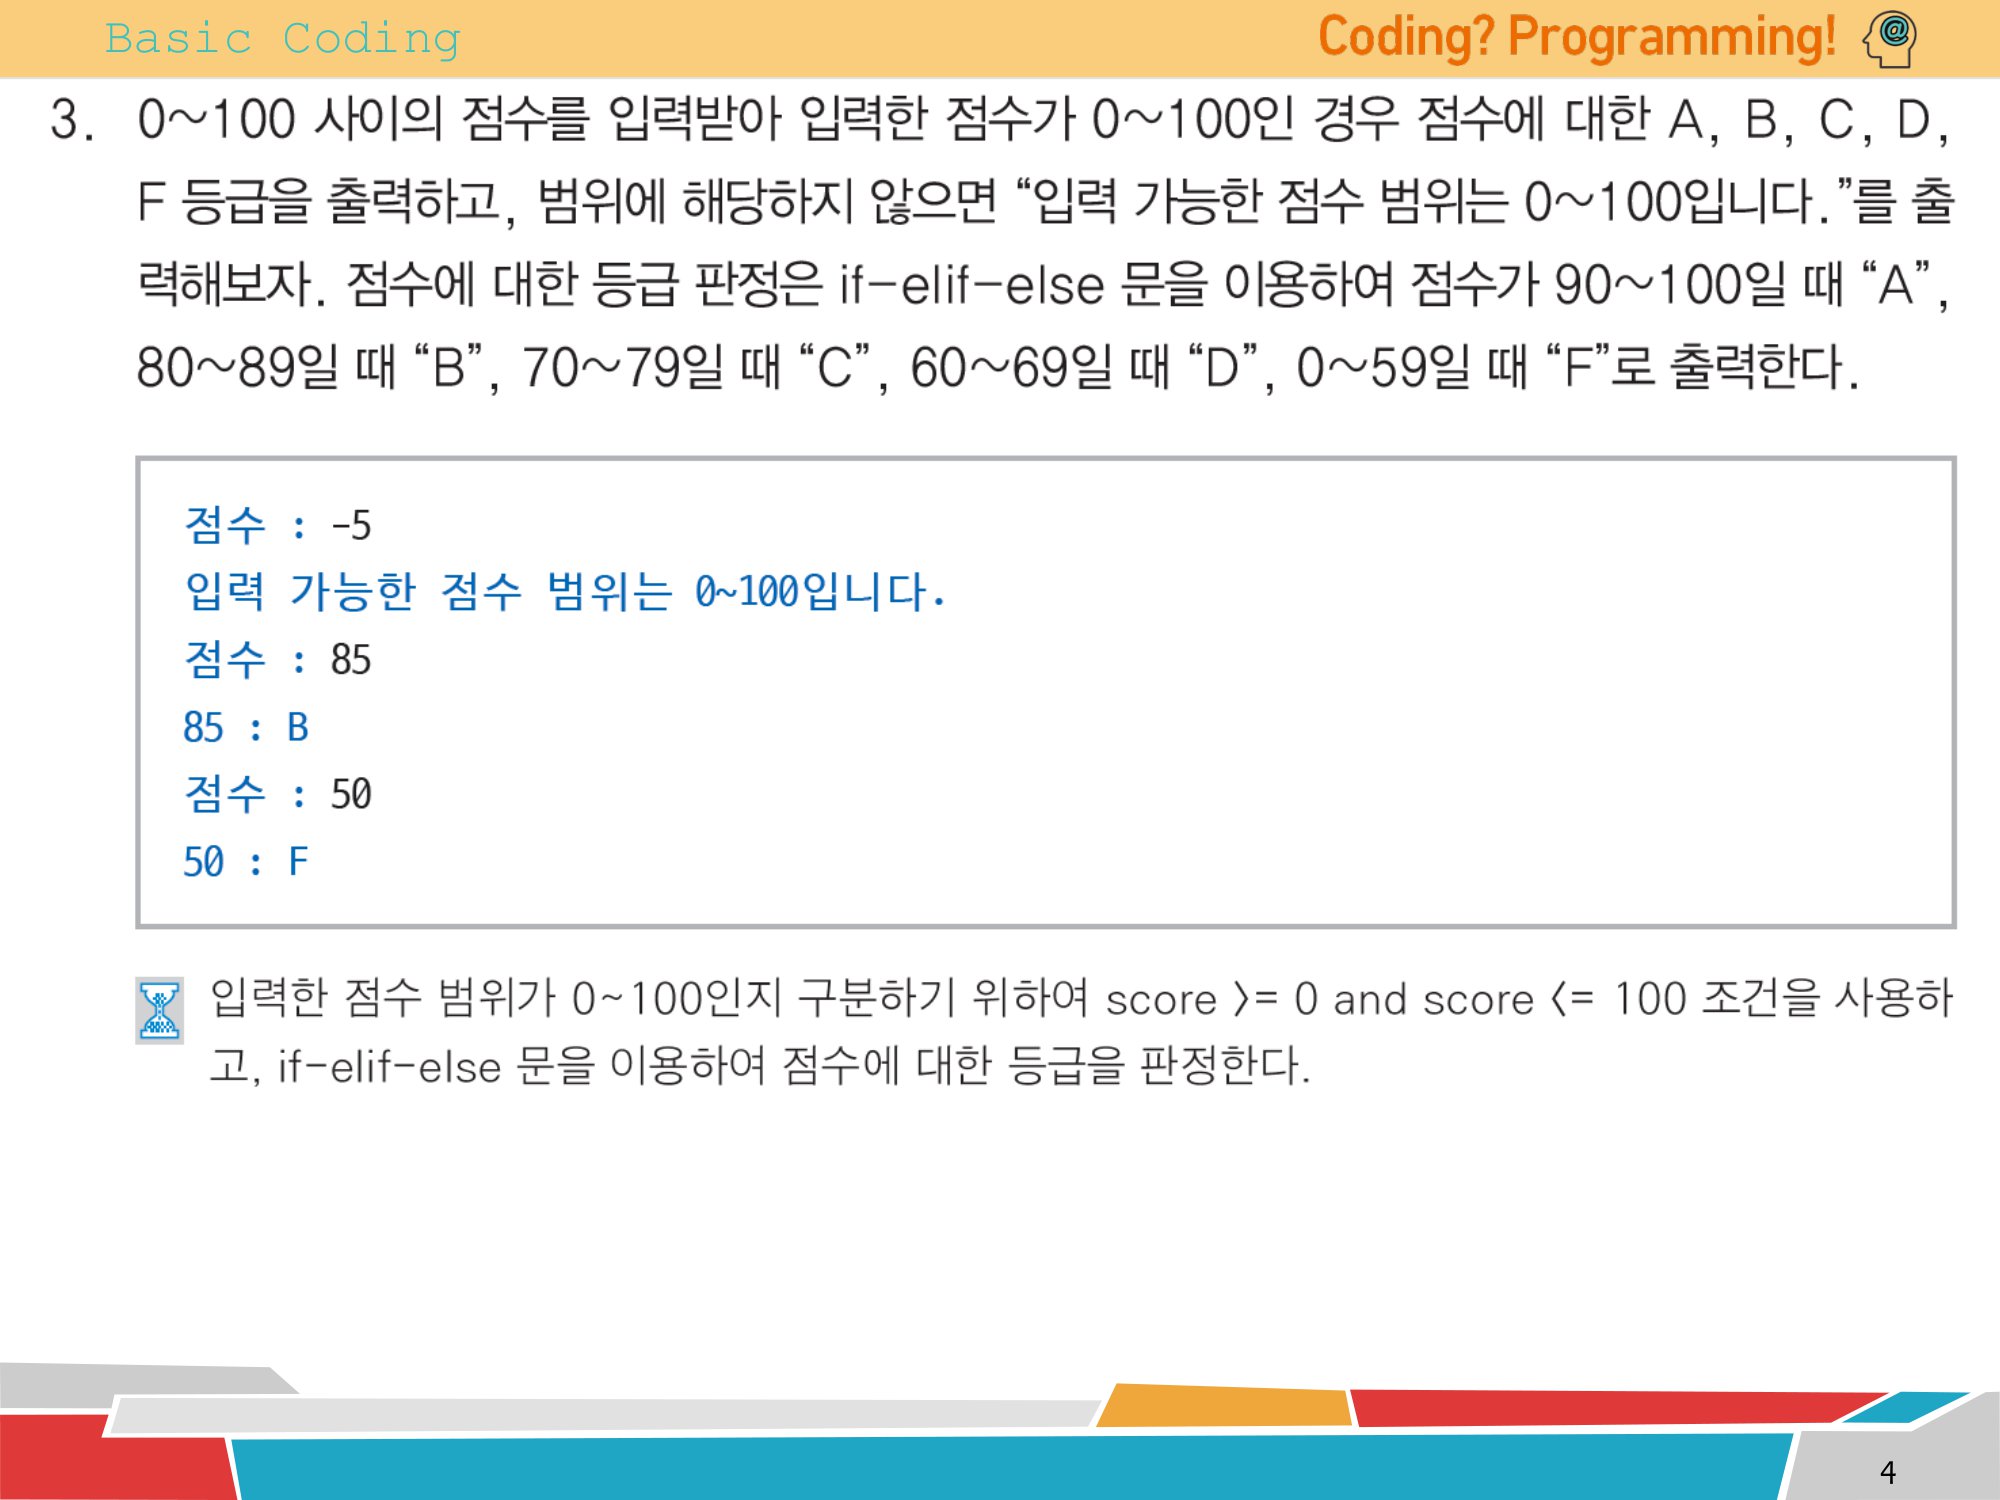 Basic Coding
Coding? Programming!
3. 0~100 사이의 점수를 입력받아 입력한 점수가 0~100인 경우 점수에 대한 A, B, C, D,
F 등급을 출력하고, 범위에 해당하지 않으면 “입력 가능한 점수 범위는 0~100입니다.”를 출
력해보자. 점수에 대한 등급 판정은 if-elif-else 문을 이용하여 점수가 90~100일 때 “A”,
80~89일 때 “B”, 70~79일 때 “C”, 60~69일 때 “D”, 0~59일 때 “F”로 출력한다.
점수 : -5
입력 가능한 점수 범위는 0~100입니다.
점수 : 85
85 : B
점수 : 50
50 : F
입력한 점수 범위가 0~100인지 구분하기 위하여 score >= 0 and score <= 100 조건을 사용하
고, if-elif-else 문을 이용하여 점수에 대한 등급을 판정한다.
4